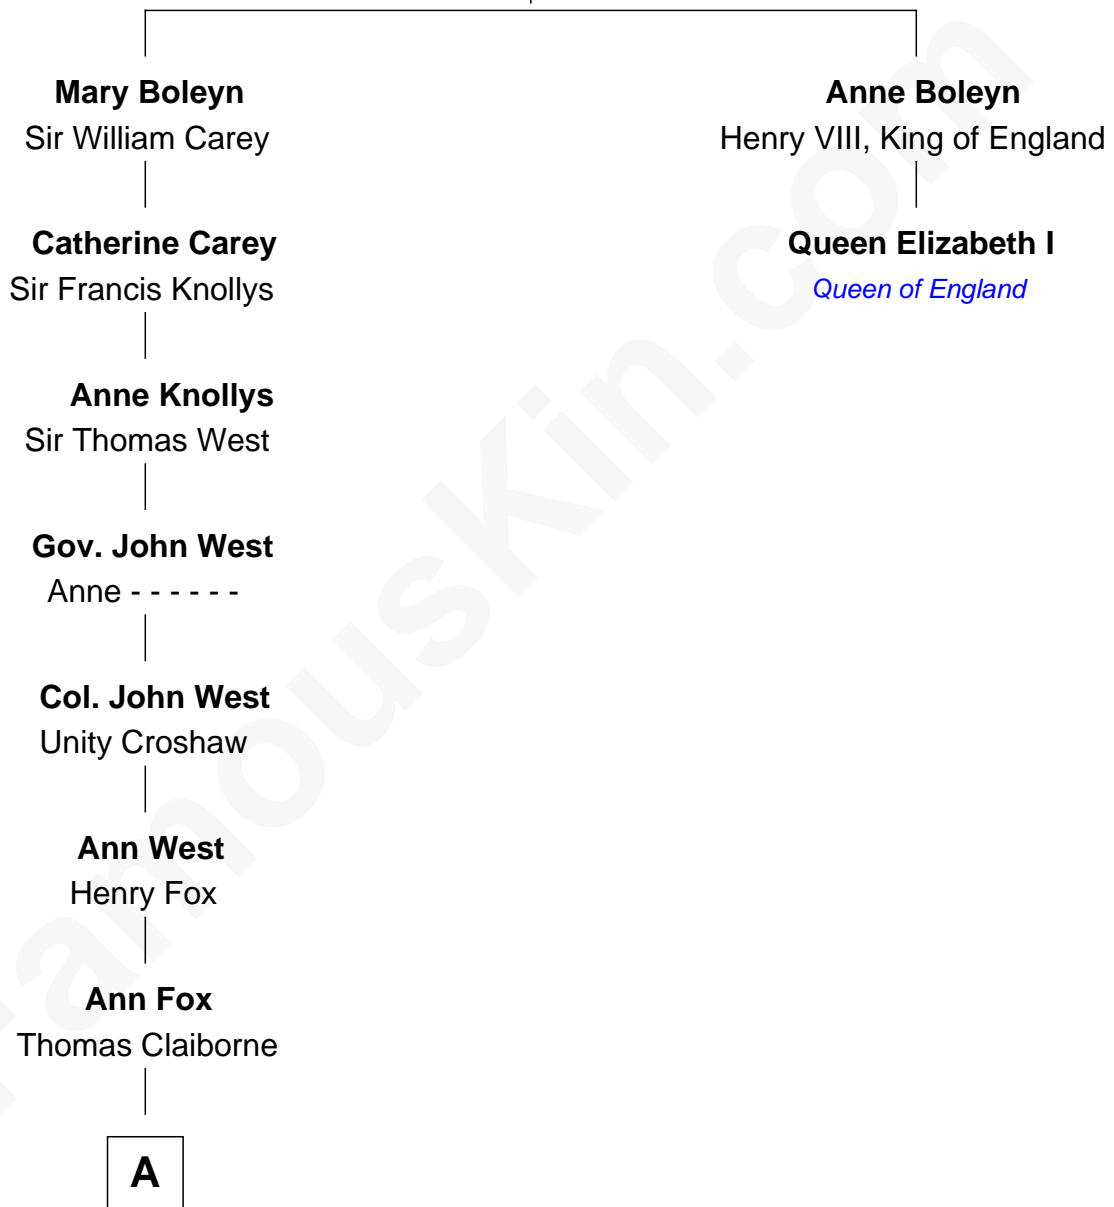 Mary Boleyn
Sir William Carey
Anne Boleyn
Henry VIII, King of England
Catherine Carey
Sir Francis Knollys
Queen Elizabeth I
Queen of England
Anne Knollys
Sir Thomas West
Gov. John West
Anne - - - - - -
Col. John West
Unity Croshaw
Ann West
Henry Fox
Ann Fox
Thomas Claiborne
A
FamousKin.com